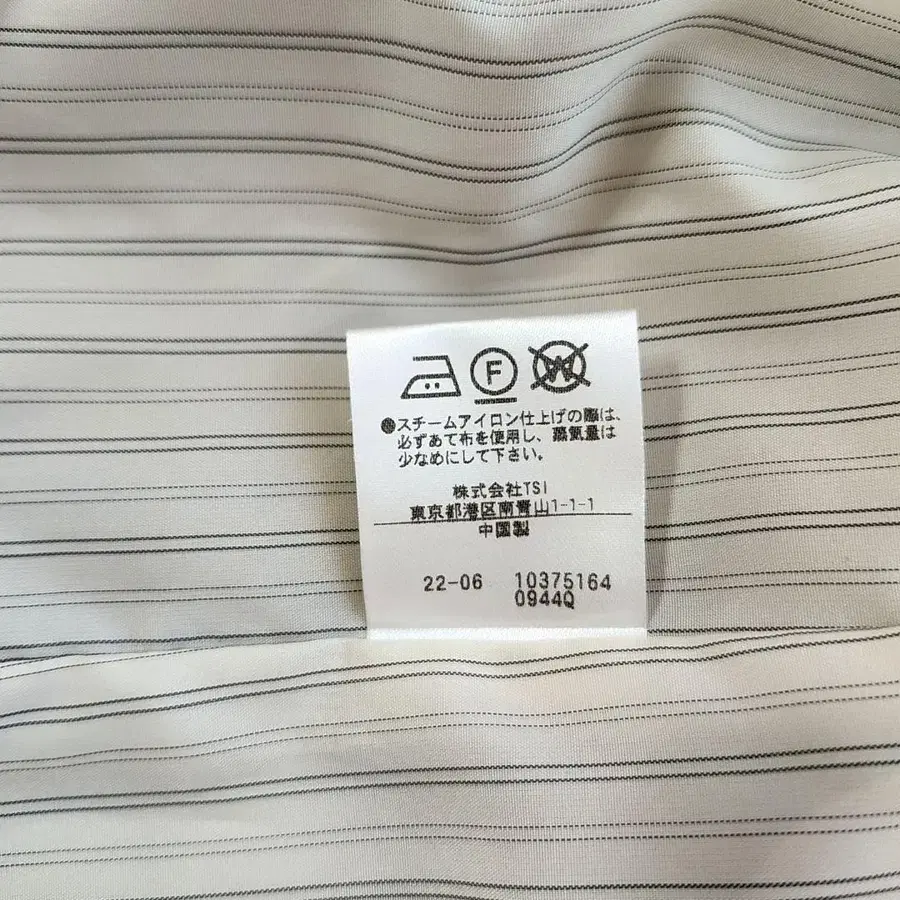 F W
●スチームアイロン仕上げの際は、
必ずあて布を使用し、蒸気量は
少なめにして下さい。
株式会社TSI
東京都港区南青山1-1-1
中国製
22-06 10375164
0944Q